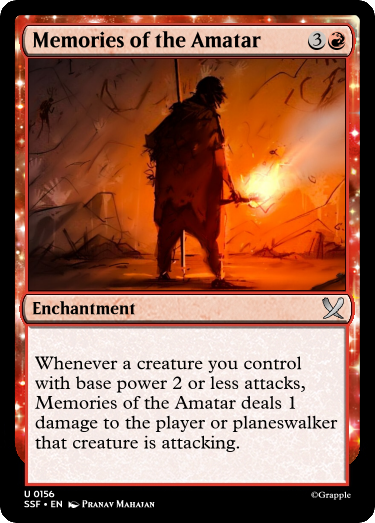 Memories of the Amatar 3
Enchantment
Whenever a creature you control
with base power 2 or less attacks,
Memories of the Amatar deals 1
damage to the player or planeswalker
that creature is attacking.
U 0156
SSF • EN Pranav Mahajan
©Grapple